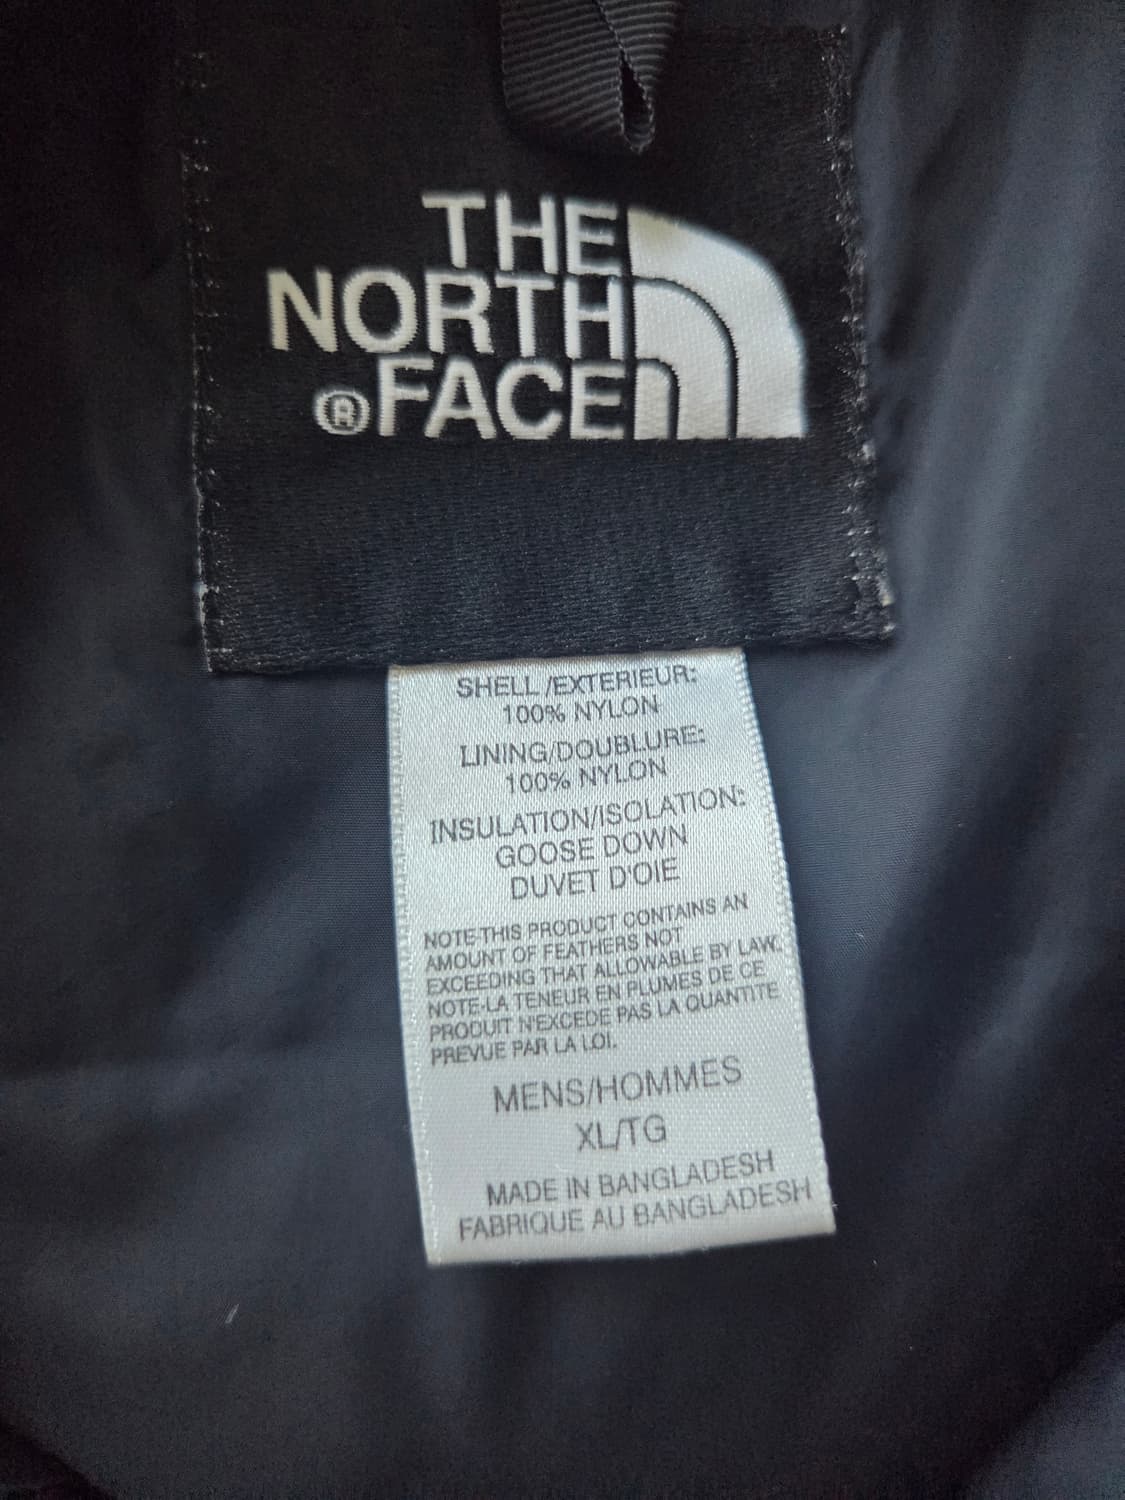 THE
NORTH
®FACE
SHELL/EXTERIEUR:
100% NYLON
LINING/DOUBLURE:
100% NYLON
INSULATION/ISOLATION:
GOOSE DOWN
DUVET D'OIE
NOTE-THIS PRODUCT CONTAINS AN
AMOUNT OF FEATHERS NOT
EXCEEDING THAT ALLOWABLE BY LAW.
NOTE-LA TENEUR EN PLUMES DE CE
PRODUIT N'EXCEDE PAS LA QUANTITE
PREVUE PAR LA LOI.
MENS/HOMMES
XL/TG
MADE IN BANGLADESH
FABRIQUE AU BANGLADESH